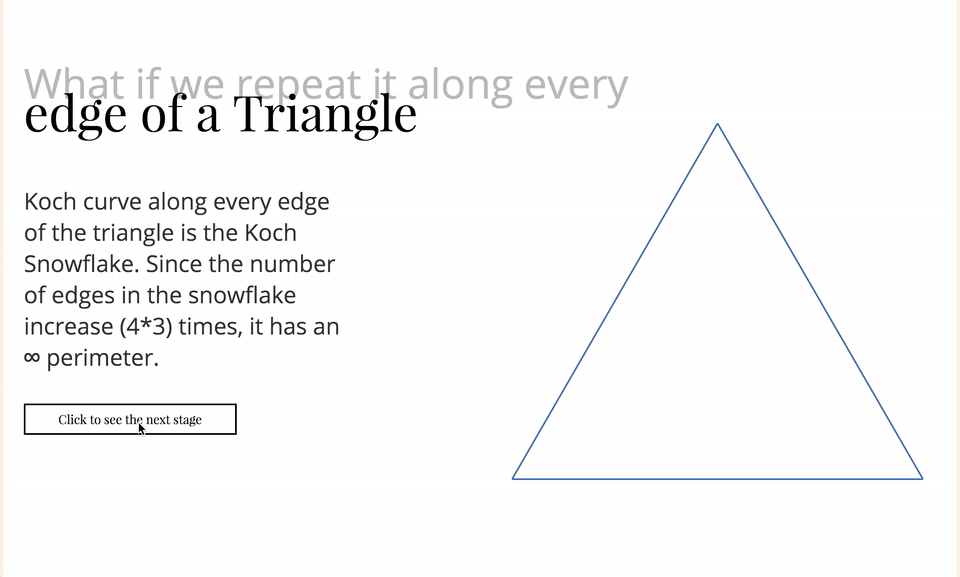 What if we repeat it along every
edge of a Triangle
Koch curve along every edge
of the triangle is the Koch
Snowflake. Since the number
of edges in the snowflake
increase (4*3) times, it has an
∞ perimeter.
Click to see the next stage